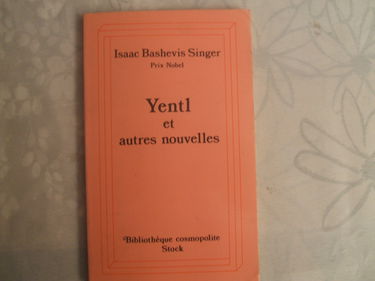 Isaac Bashevis Singer
Prix Nobel
Yentl
et
autres nouvelles
Bibliothèque cosmopolite
Stock